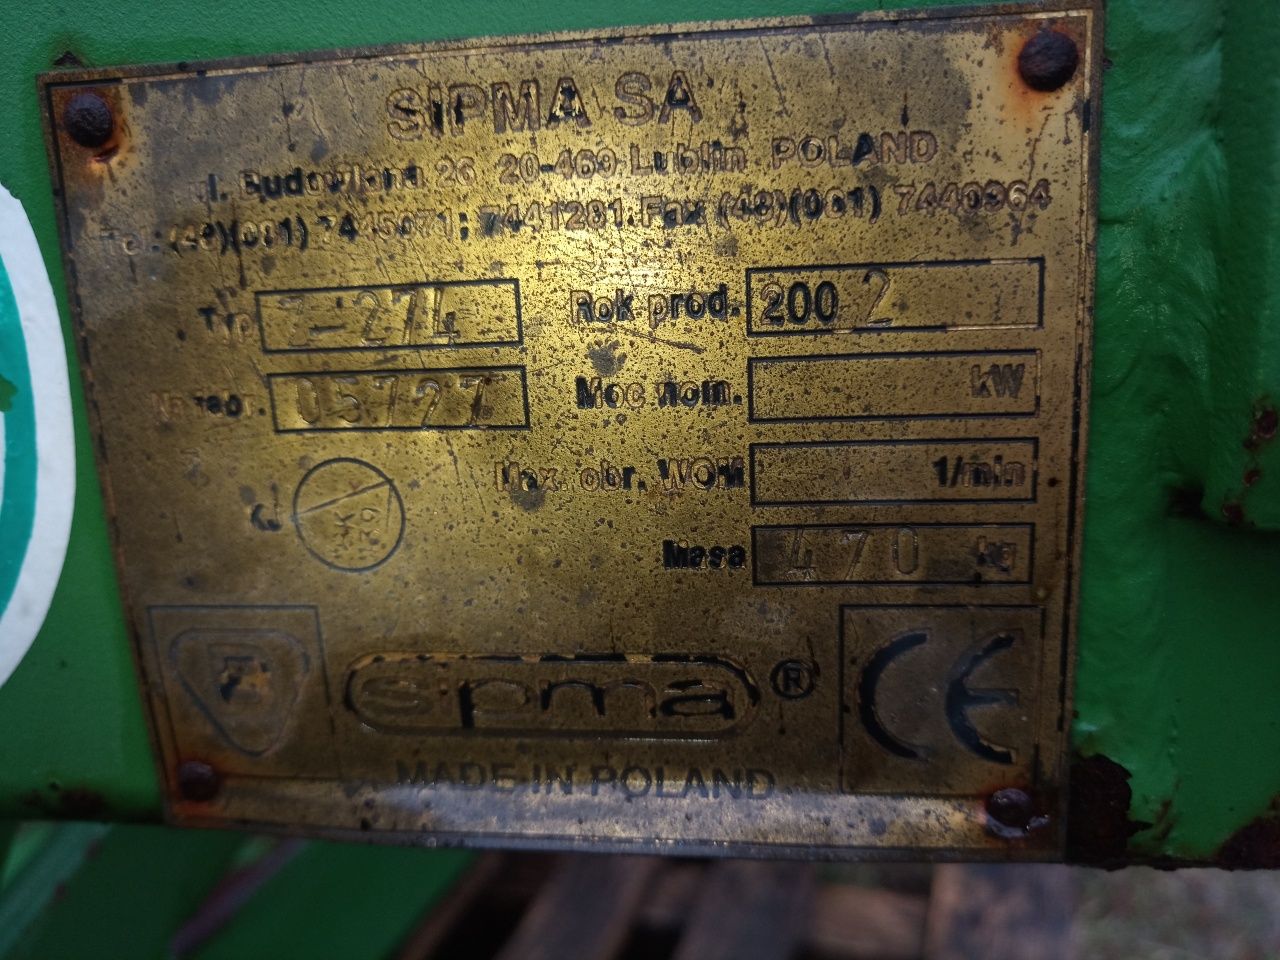 SIPMA SA
ul. Budowlana 26 20-469 Lublin POLAND
Tel. (48)(081) 7445071; 7441281 Fax (48)(081) 7440964
Typ Z-274 Rok prod. 2002
Nr fabr. 05727 Moc nom. kW
Max. obr. WOM 1/min
Masa 470 kg
sipma ®
CE
MADE IN POLAND